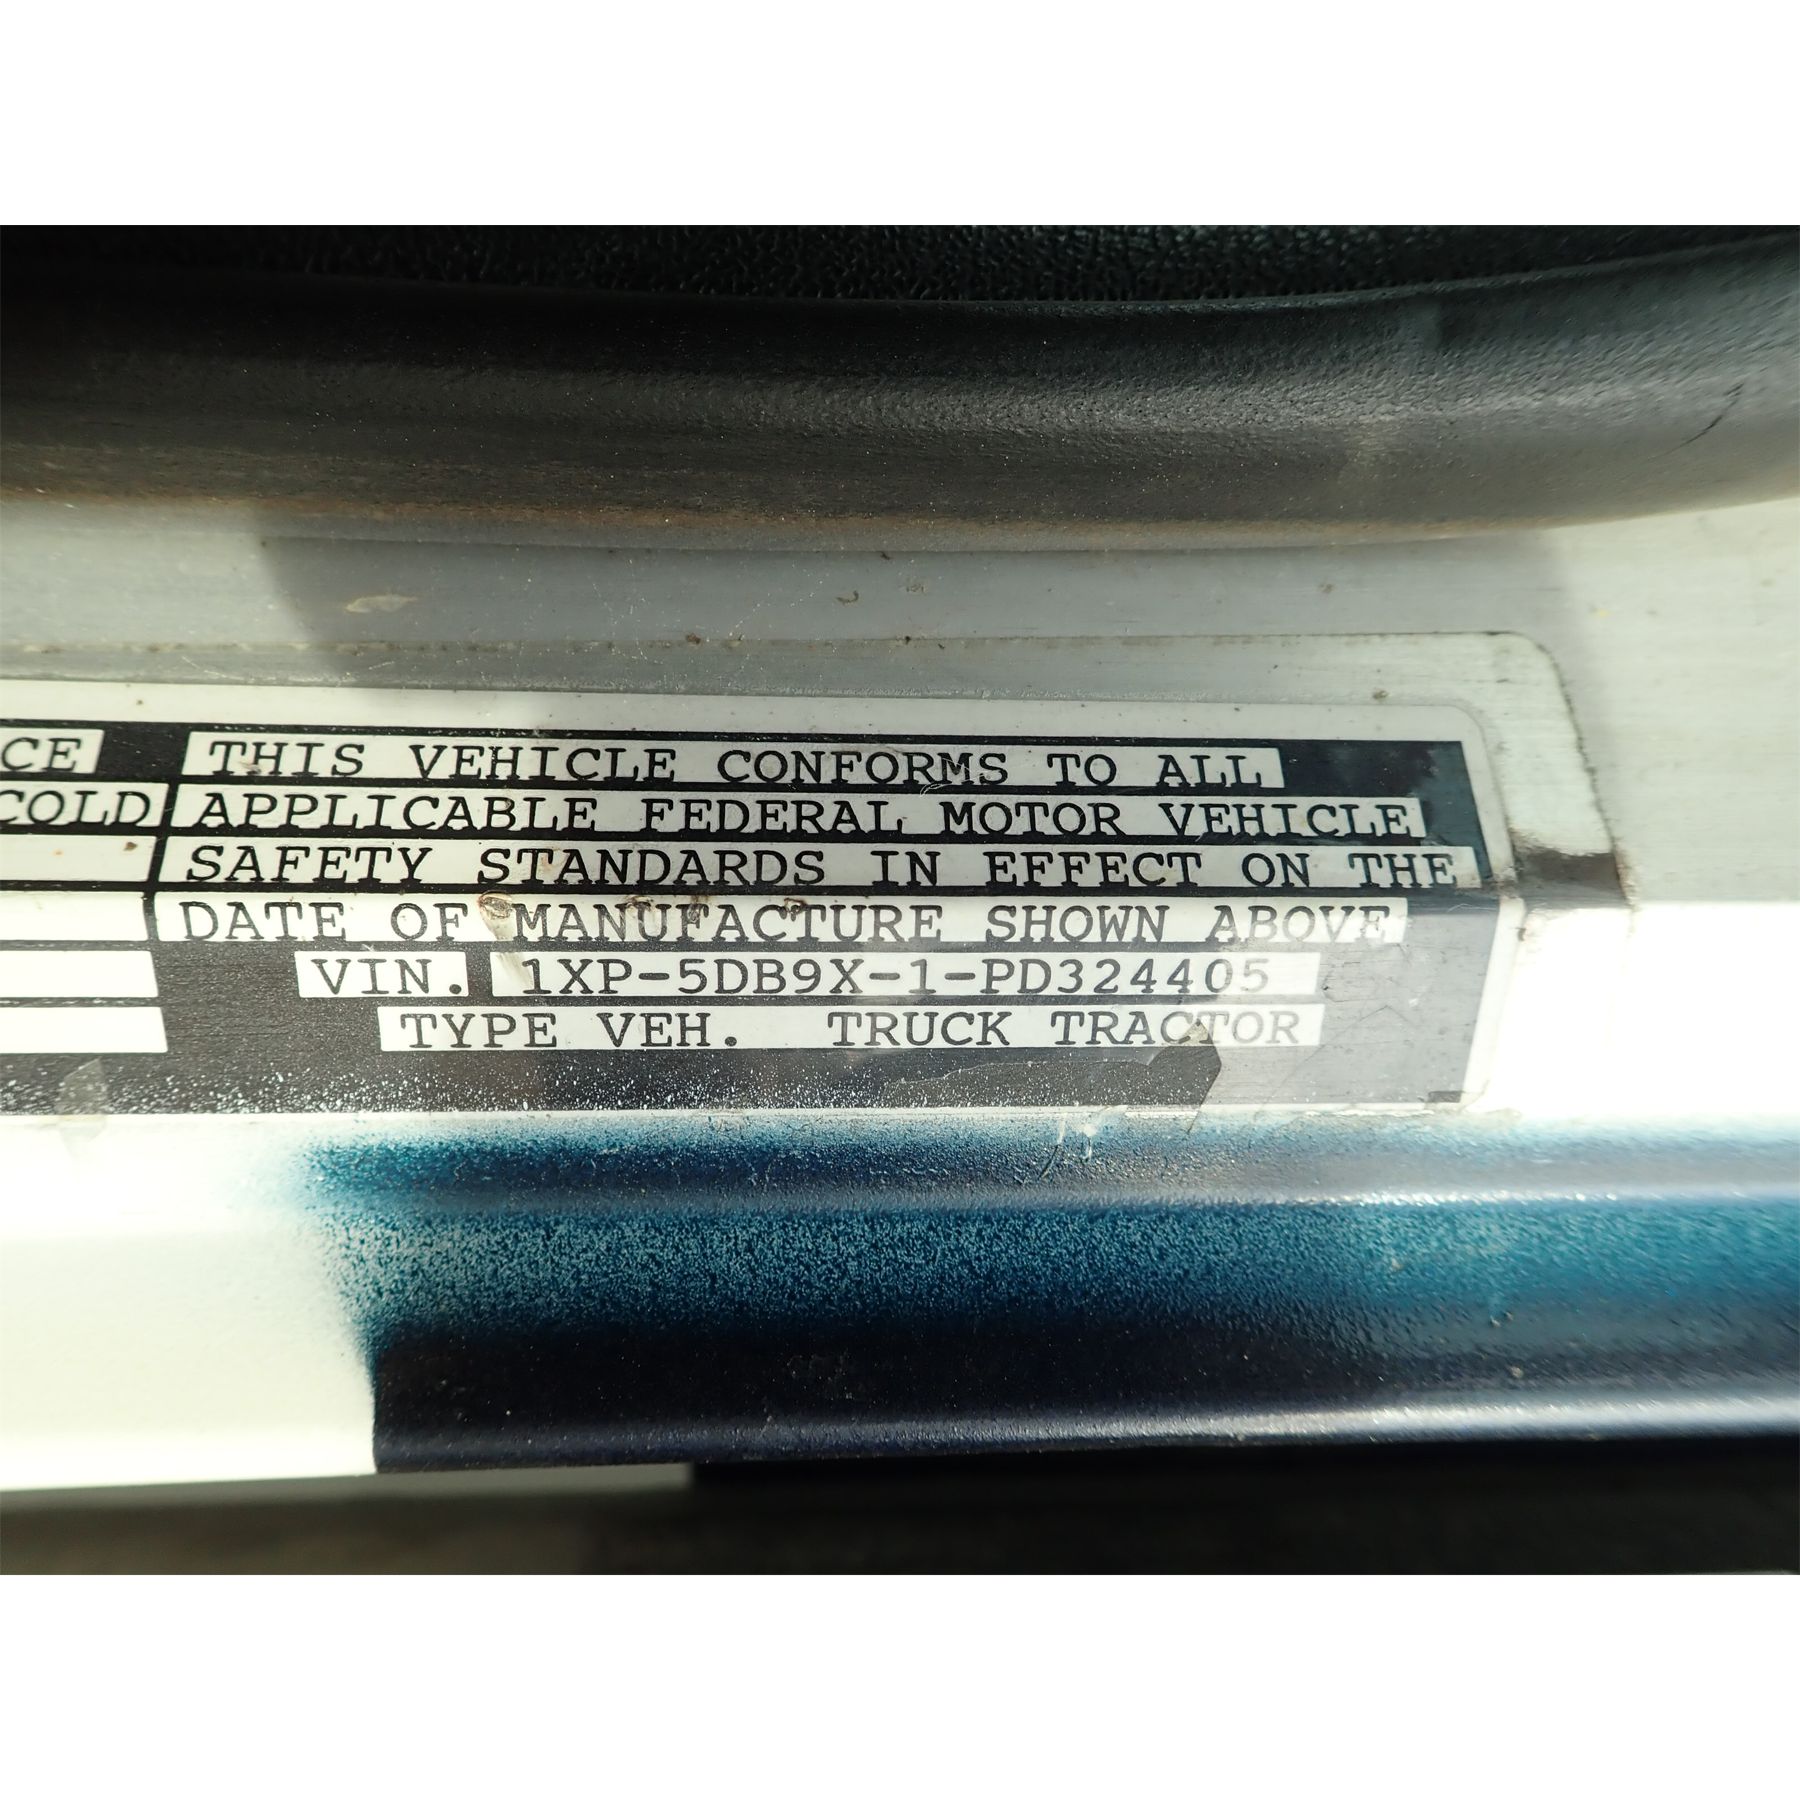 CE THIS VEHICLE CONFORMS TO ALL
COLD APPLICABLE FEDERAL MOTOR VEHICLE
SAFETY STANDARDS IN EFFECT ON THE
DATE OF MANUFACTURE SHOWN ABOVE
VIN. 1XP-5DB9X-1-PD324405
TYPE VEH. TRUCK TRACTOR